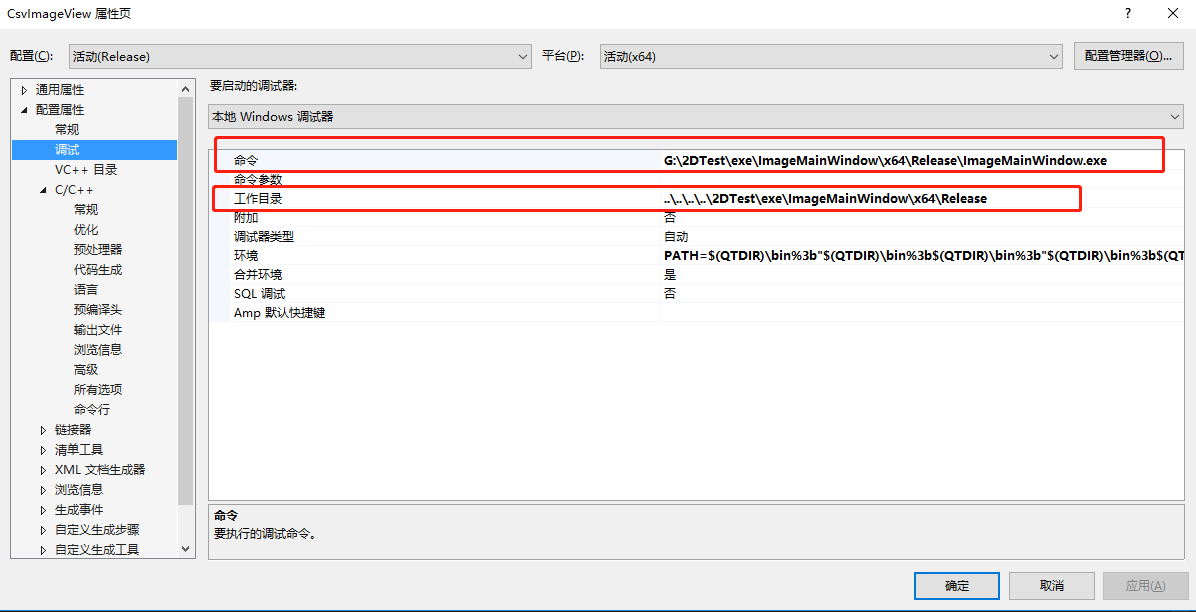 CsvImageView 属性页
?
配置(C):
活动(Release)
平台(P):
活动(x64)
配置管理器(O)...
通用属性
配置属性
常规
调试
VC++ 目录
C/C++
常规
优化
预处理器
代码生成
语言
预编译头
输出文件
浏览信息
高级
所有选项
命令行
链接器
清单工具
XML 文档生成器
浏览信息
生成事件
自定义生成步骤
自定义生成工具
要启动的调试器:
本地 Windows 调试器
命令 G:\2DTest\exe\ImageMainWindow\x64\Release\ImageMainWindow.exe
命令参数
工作目录 ..\..\..\..\2DTest\exe\ImageMainWindow\x64\Release
附加 否
调试器类型 自动
环境 PATH=$(QTDIR)\bin%3b"$(QTDIR)\bin%3b$(QTDIR)\bin%3b"$(QTDIR)\bin%3b$(QT
合并环境 是
SQL 调试 否
Amp 默认快捷键
命令
要执行的调试命令。
确定
取消
应用(A)